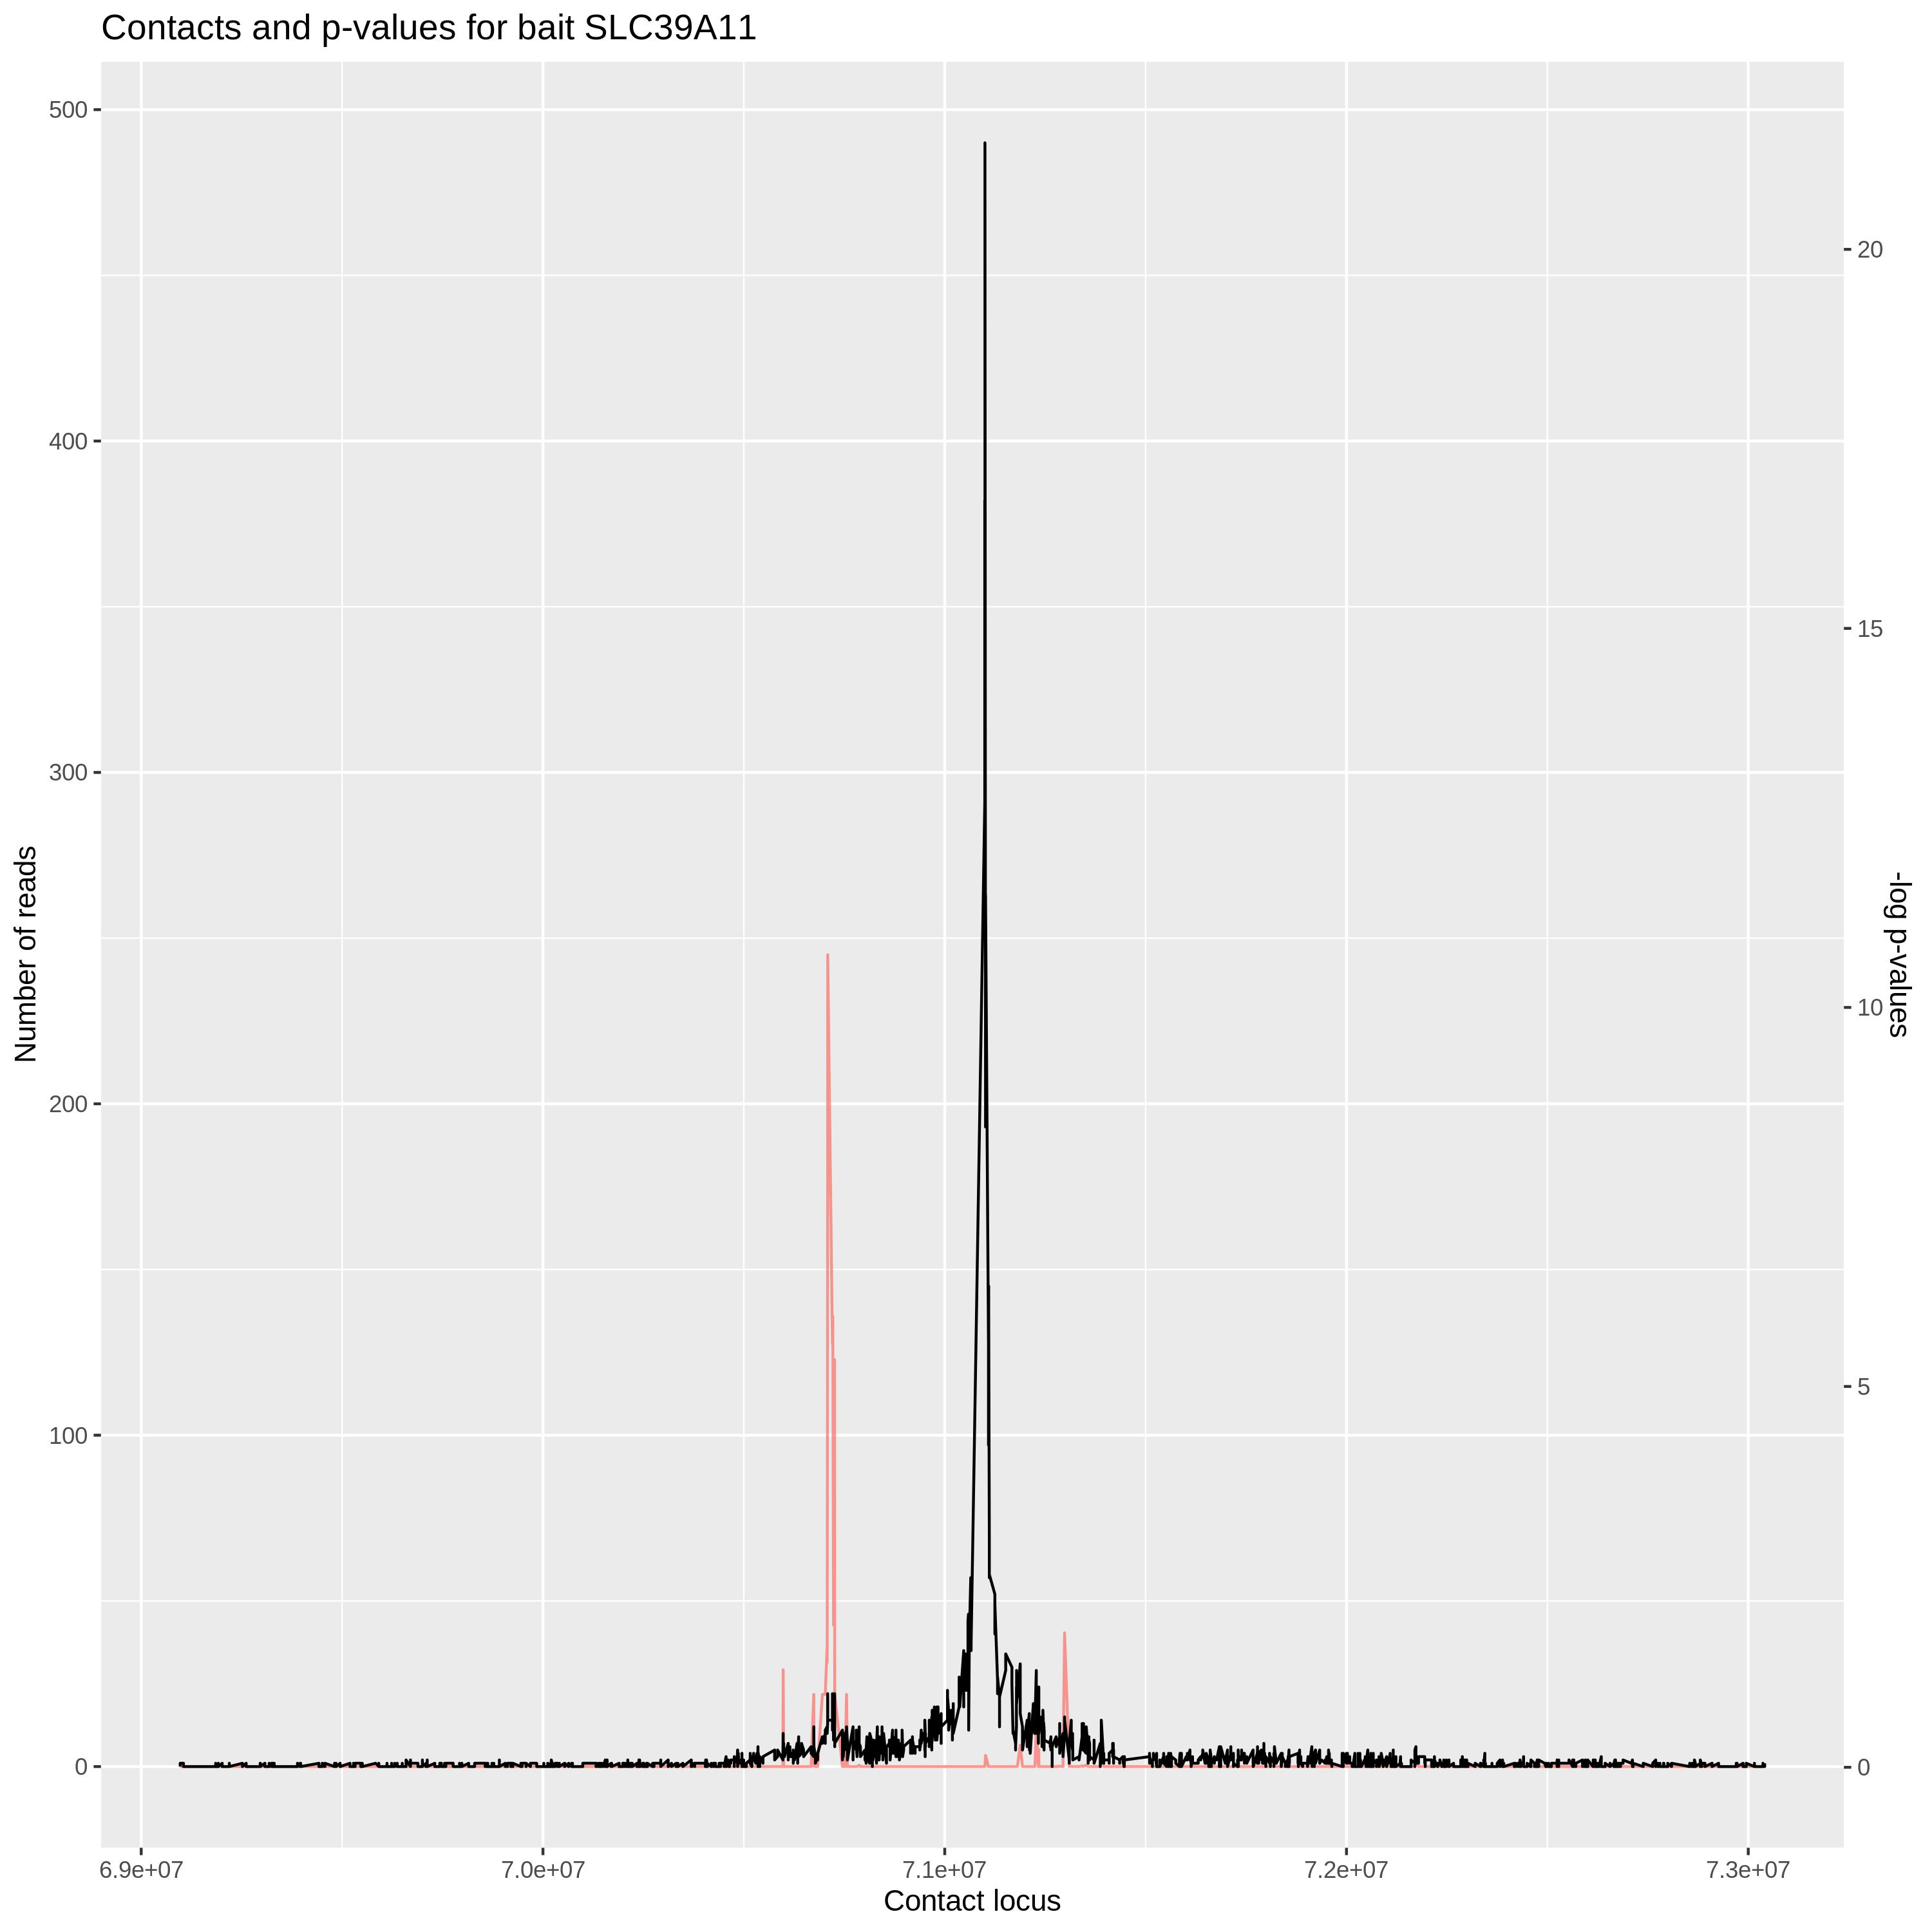 Contacts and p-values for bait SLC39A11
500
400
300
200
100
0
Number of reads
20
15
10
5
0
-log p-values
6.9e+07
7.0e+07
7.1e+07
7.2e+07
7.3e+07
Contact locus